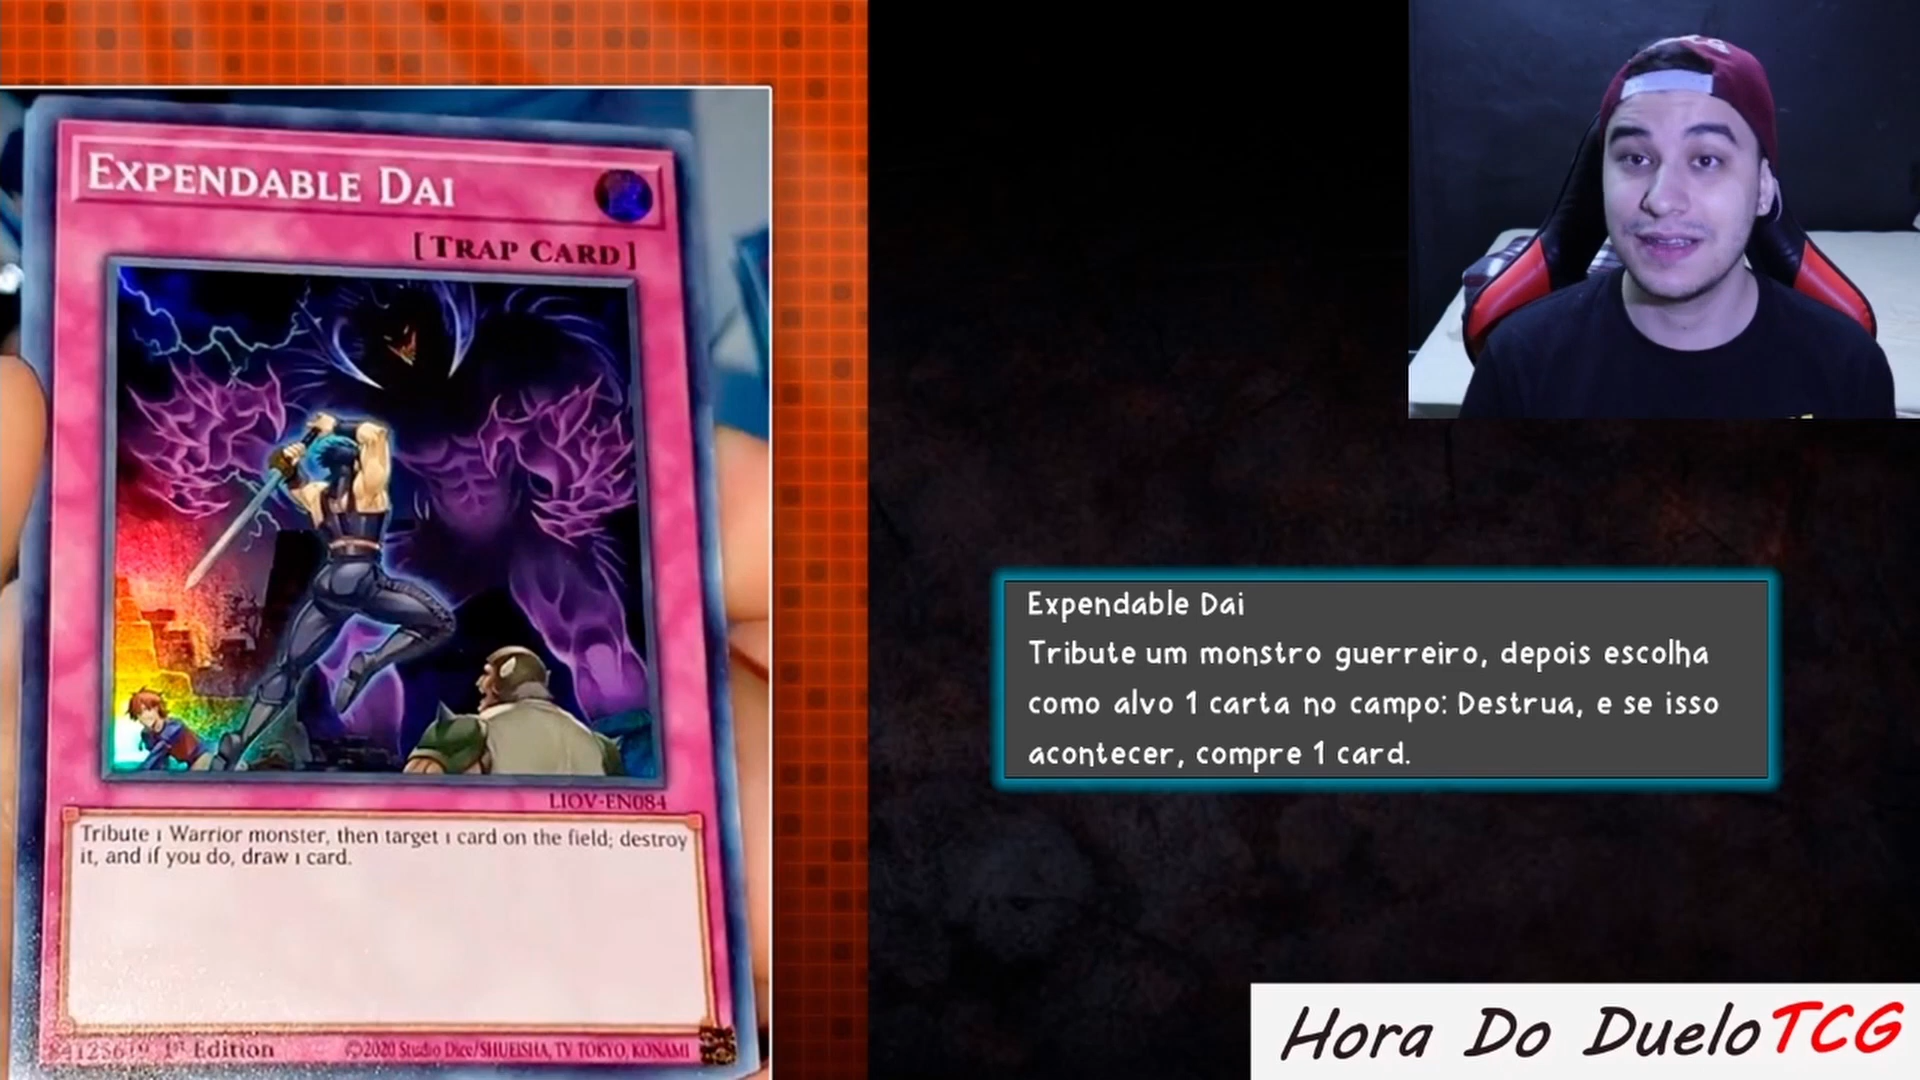 EXPENDABLE DAI
[TRAP CARD]
LIOV-EN084
Tribute 1 Warrior monster, then target 1 card on the field; destroy
it, and if you do, draw 1 card.
1st Edition
©2020 Studio Dice/SHUEISHA, TV TOKYO, KONAMI
Expendable Dai
Tribute um monstro guerreiro, depois escolha
como alvo 1 carta no campo: Destrua, e se isso
acontecer, compre 1 card.
Hora Do DueloTCG